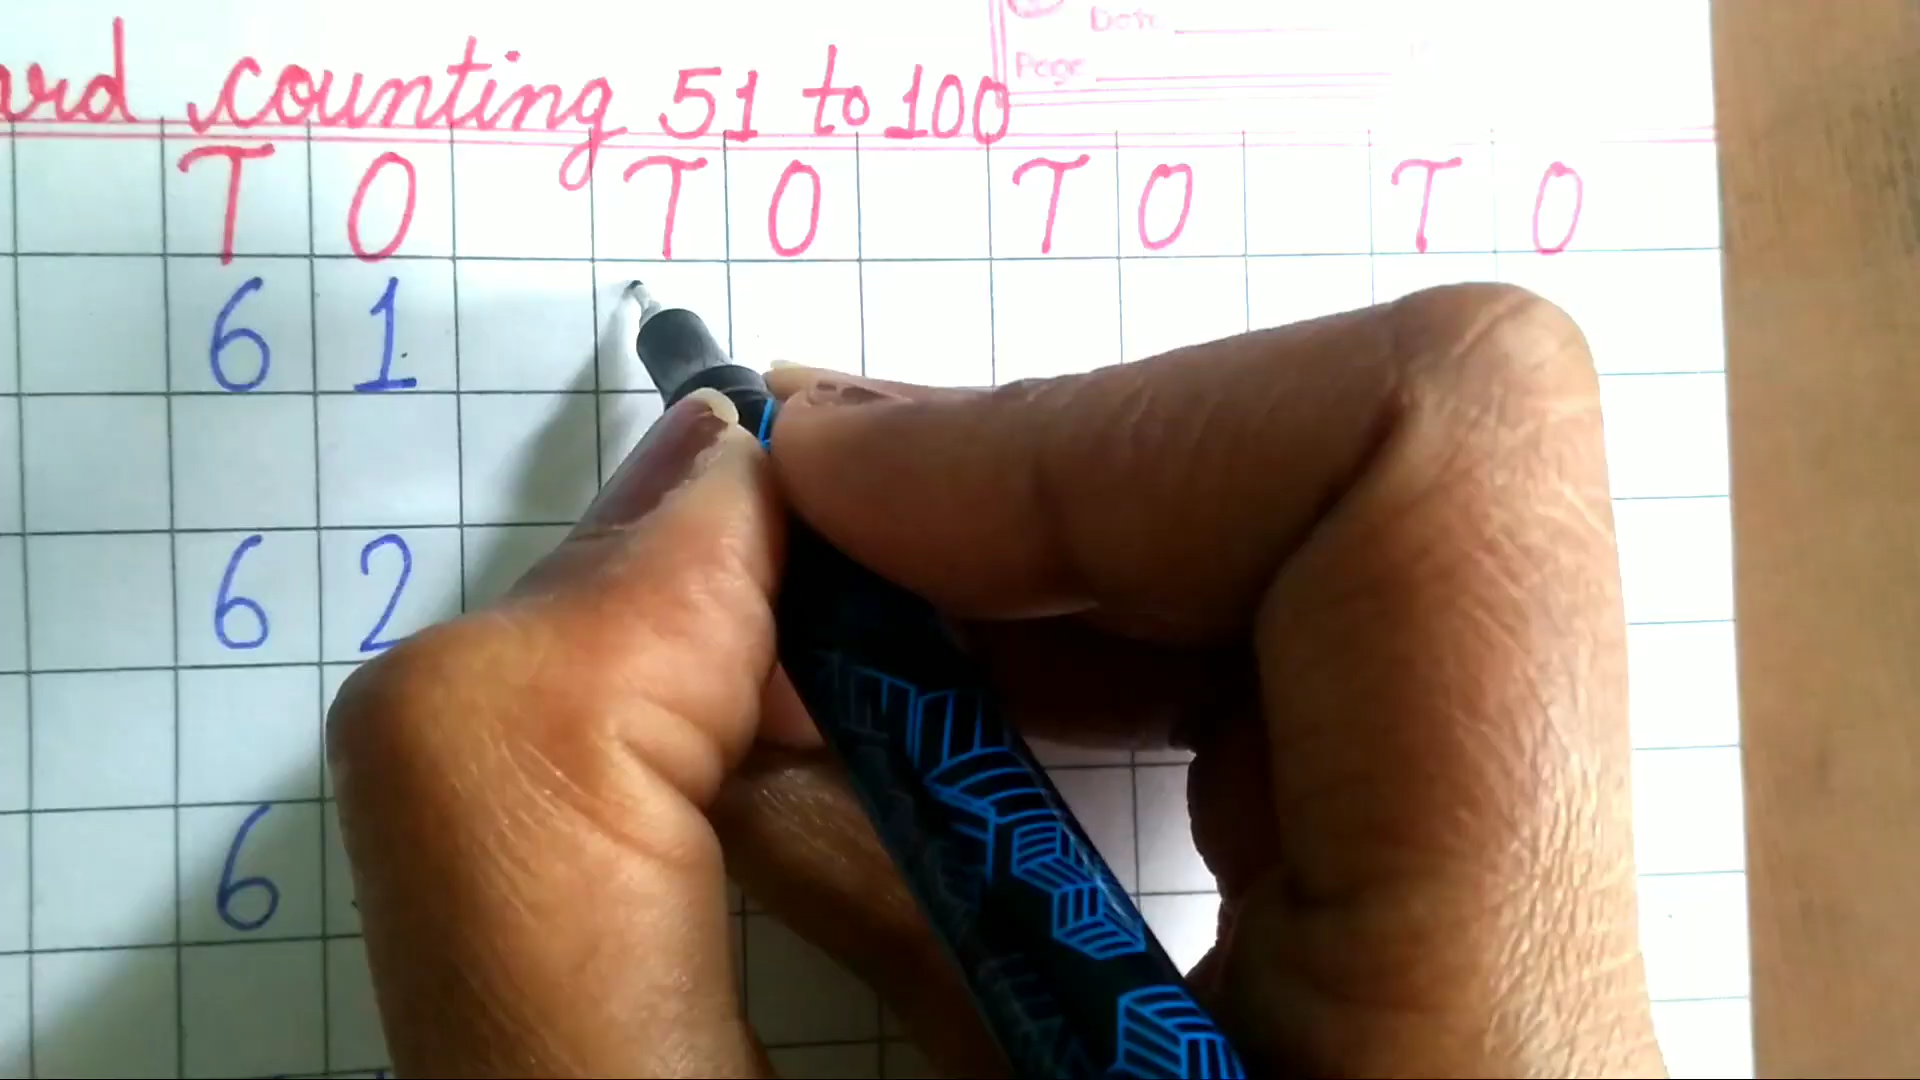 Date
Page
counting 51 to 100
T O T O T O T O
6 1
6 2
6